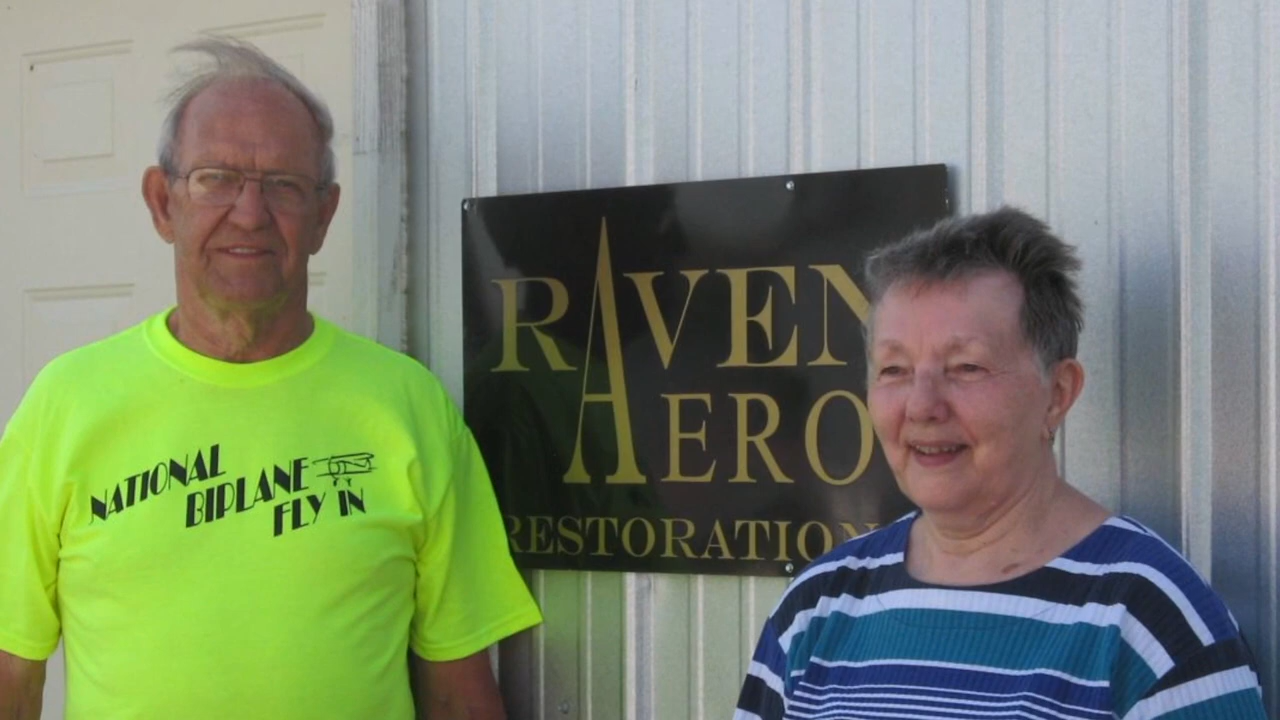 NATIONAL
BIPLANE
FLY IN
RAVEN
AERO
RESTORATION